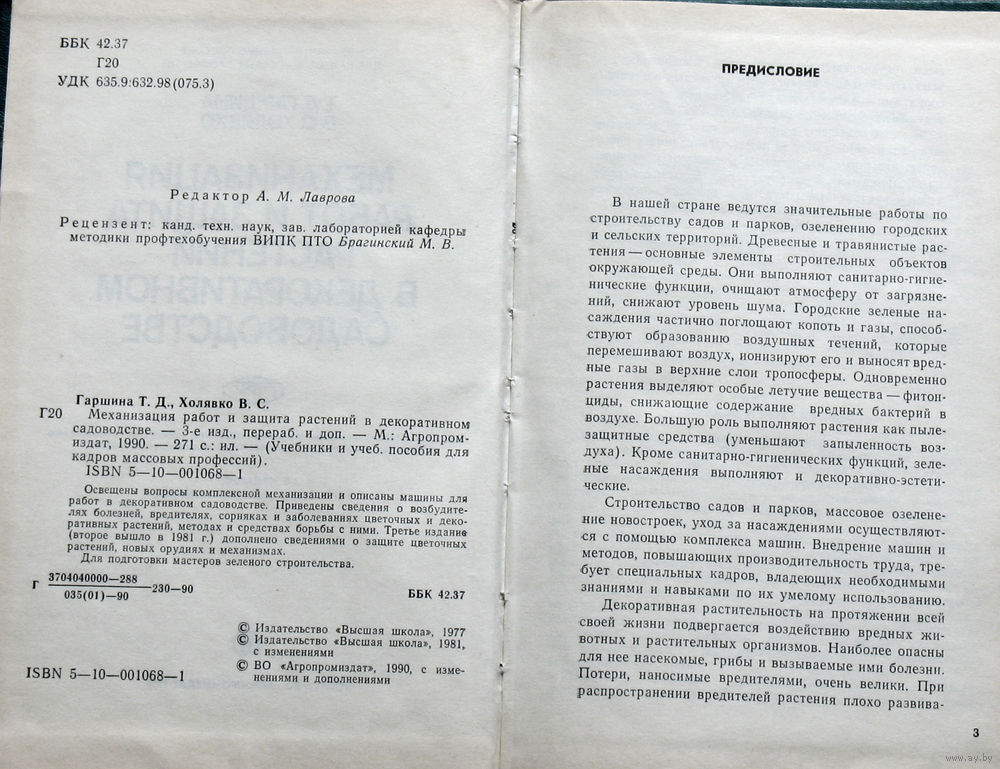 ББК 42.37
Г20
УДК 635.9:632.98(075.3)
Редактор А. М. Лаврова
Рецензент: канд. техн. наук, зав. лабораторией кафедры
методики профтехобучения ВИПК ПТО Брагинский М. В.
Гаршина Т. Д., Холявко В. С.
Г20 Механизация работ и защита растений в декоративном
садоводстве. — 3-е изд., перераб. и доп. — М.: Агропром-
издат, 1990. — 271 с.: ил. — (Учебники и учеб. пособия для
кадров массовых профессий).
ISBN 5—10—001068—1
Освещены вопросы комплексной механизации и описаны машины для
работ в декоративном садоводстве. Приведены сведения о возбудите-
лях болезней, вредителях, сорняках и заболеваниях цветочных и деко-
ративных растений, методах и средствах борьбы с ними. Третье издание
(второе вышло в 1981 г.) дополнено сведениями о защите цветочных
растений, новых орудиях и механизмах.
Для подготовки мастеров зеленого строительства.
Г 3704040000—288
035(01)—90 230—90
ББК 42.37
© Издательство «Высшая школа», 1977
© Издательство «Высшая школа», 1981,
с изменениями
© ВО «Агропромиздат», 1990, с изме-
нениями и дополнениями
ISBN 5—10—001068—1
ПРЕДИСЛОВИЕ
В нашей стране ведутся значительные работы по
строительству садов и парков, озеленению городских
и сельских территорий. Древесные и травянистые рас-
тения — основные элементы строительных объектов
окружающей среды. Они выполняют санитарно-гигие-
нические функции, очищают атмосферу от загрязне-
ний, снижают уровень шума. Городские зеленые на-
саждения частично поглощают копоть и газы, способ-
ствуют образованию воздушных течений, которые
перемешивают воздух, ионизируют его и выносят вред-
ные газы в верхние слои тропосферы. Одновременно
растения выделяют особые летучие вещества — фитон-
циды, снижающие содержание вредных бактерий в
воздухе. Большую роль выполняют растения как пыле-
защитные средства (уменьшают запыленность воз-
духа). Кроме санитарно-гигиенических функций, зеле-
ные насаждения выполняют и декоративно-эстети-
ческие.
Строительство садов и парков, массовое озелене-
ние новостроек, уход за насаждениями осуществляют-
ся с помощью комплекса машин. Внедрение машин и
методов, повышающих производительность труда, тре-
бует специальных кадров, владеющих необходимыми
знаниями и навыками по их умелому использованию.
Декоративная растительность на протяжении всей
своей жизни подвергается воздействию вредных жи-
вотных и растительных организмов. Наиболее опасны
для нее насекомые, грибы и вызываемые ими болезни.
Потери, наносимые вредителями, очень велики. При
распространении вредителей растения плохо развива-
3
www.ay.by